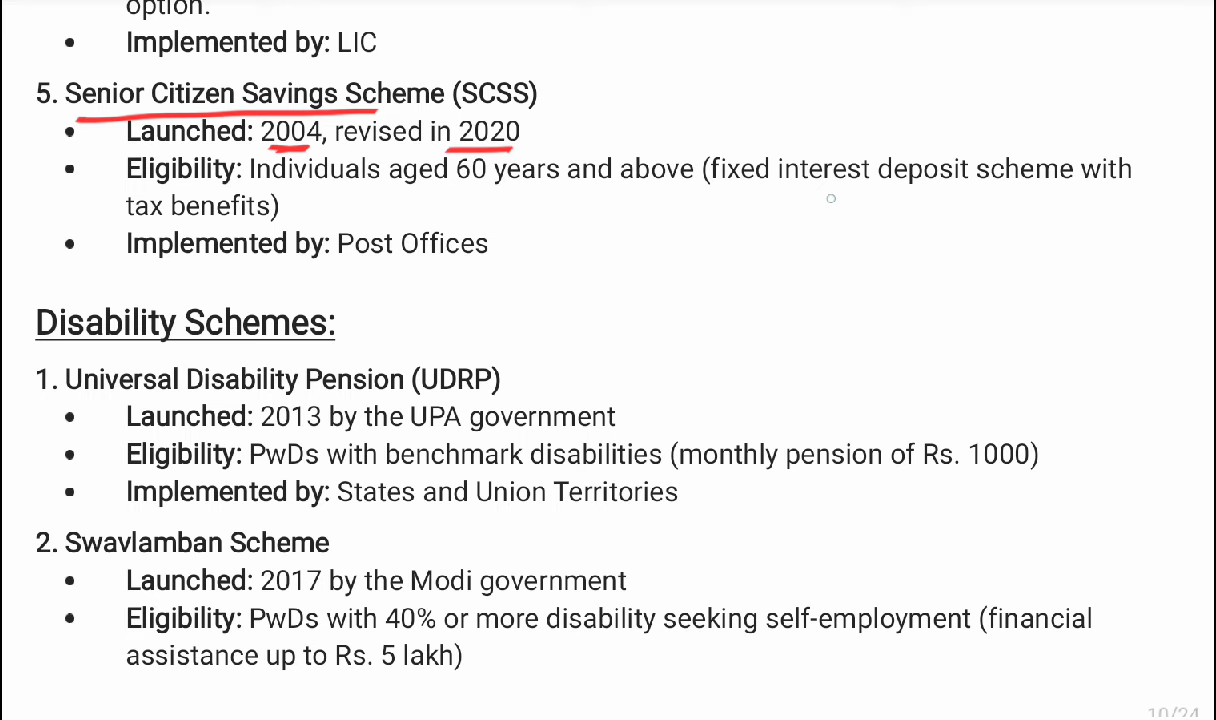 option.
• Implemented by: LIC
5. Senior Citizen Savings Scheme (SCSS)
• Launched: 2004, revised in 2020
• Eligibility: Individuals aged 60 years and above (fixed interest deposit scheme with
tax benefits)
• Implemented by: Post Offices
Disability Schemes:
1. Universal Disability Pension (UDRP)
• Launched: 2013 by the UPA government
• Eligibility: PwDs with benchmark disabilities (monthly pension of Rs. 1000)
• Implemented by: States and Union Territories
2. Swavlamban Scheme
• Launched: 2017 by the Modi government
• Eligibility: PwDs with 40% or more disability seeking self-employment (financial
assistance up to Rs. 5 lakh)
10/24